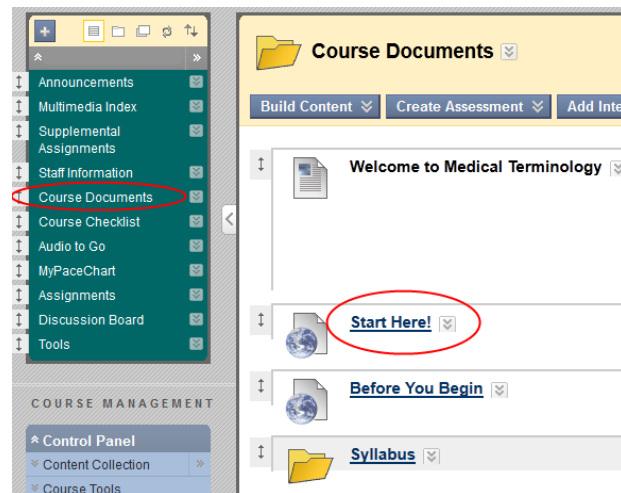 Announcements
Multimedia Index
Supplemental
Assignments
Staff Information
Course Documents
Course Checklist
Audio to Go
MyPaceChart
Assignments
Discussion Board
Tools
COURSE MANAGEMENT
Control Panel
Content Collection
Course Tools
Course Documents
Build Content
Create Assessment
Add Inte
Welcome to Medical Terminology
Start Here!
Before You Begin
Syllabus